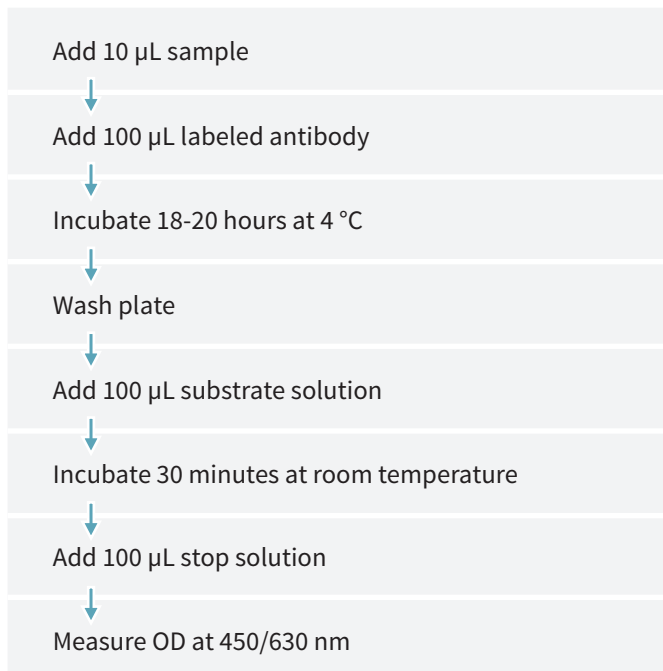 Add 10 µL sample
Add 100 µL labeled antibody
Incubate 18-20 hours at 4 °C
Wash plate
Add 100 µL substrate solution
Incubate 30 minutes at room temperature
Add 100 µL stop solution
Measure OD at 450/630 nm